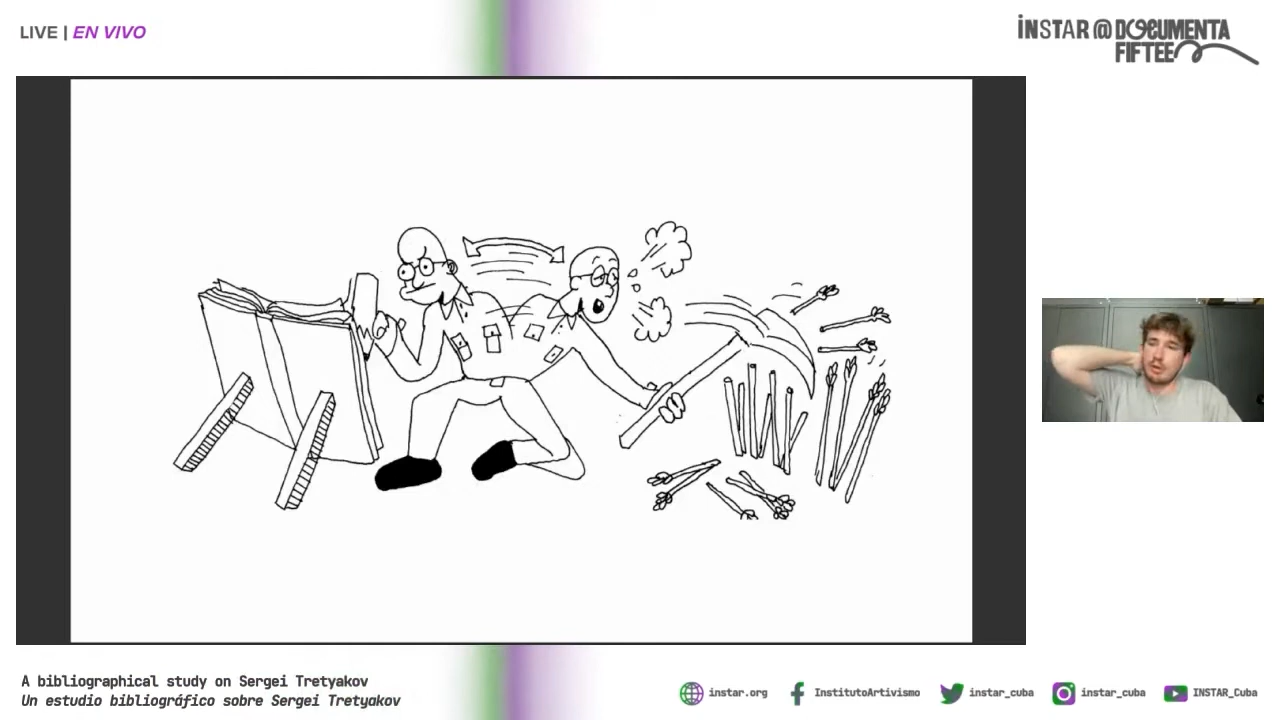 LIVE | EN VIVO
INSTAR @ DOCUMENTA
FIFTEEN
A bibliographical study on Sergei Tretyakov
Un estudio bibliográfico sobre Sergei Tretyakov
instar.org
InstitutoArtivismo
instar_cuba
instar_cuba
INSTAR_Cuba